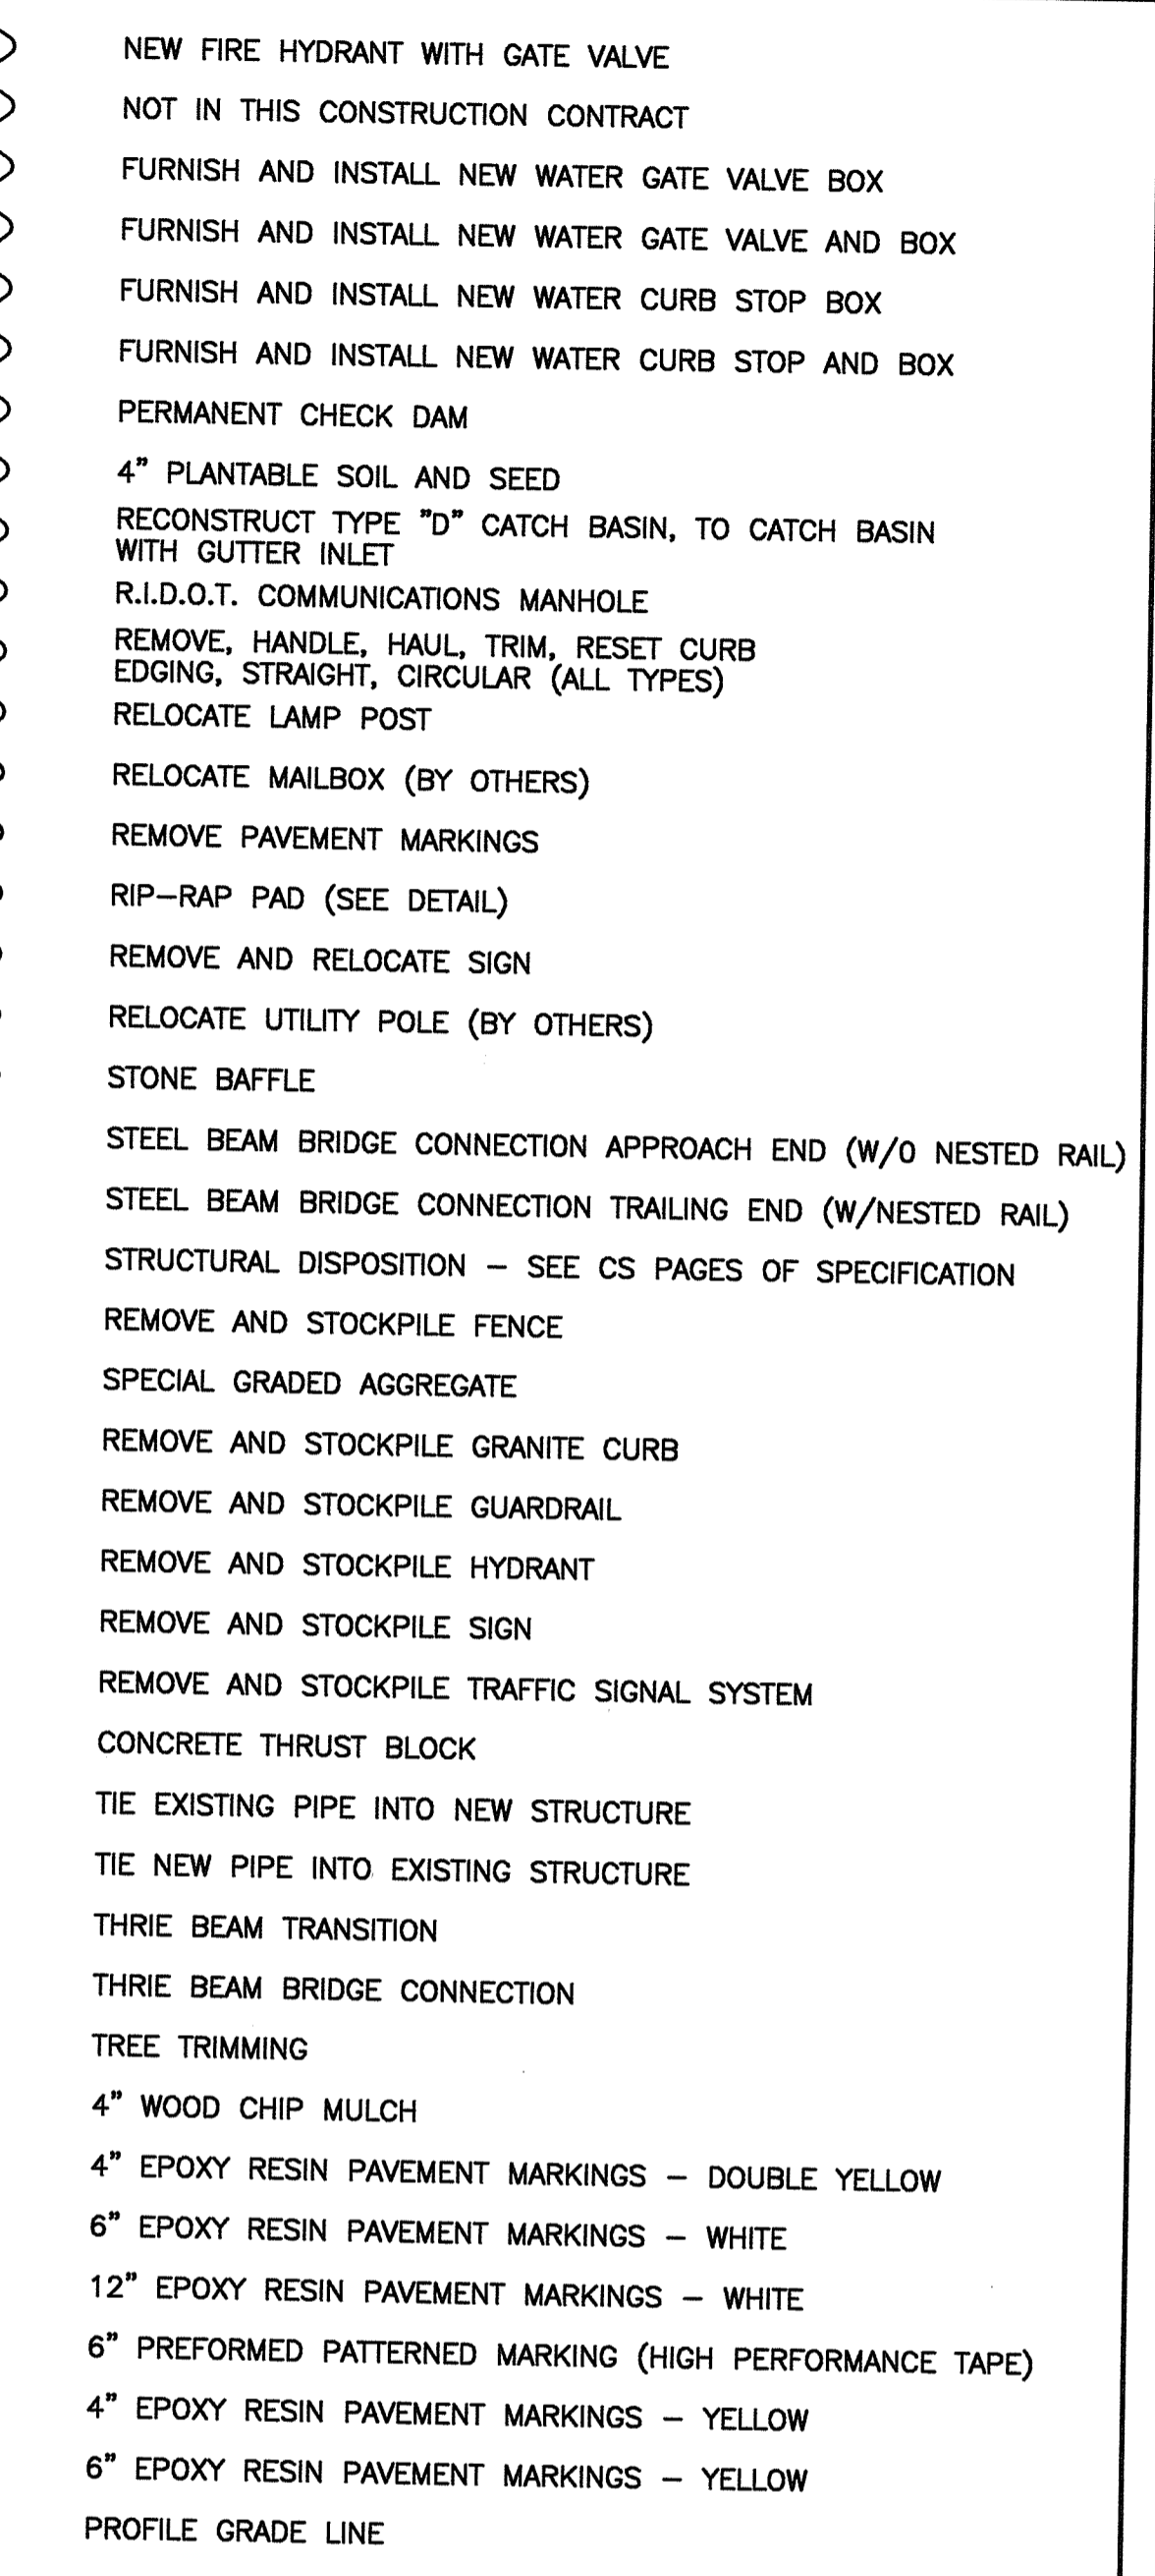 NEW FIRE HYDRANT WITH GATE VALVE
NOT IN THIS CONSTRUCTION CONTRACT
FURNISH AND INSTALL NEW WATER GATE VALVE BOX
FURNISH AND INSTALL NEW WATER GATE VALVE AND BOX
FURNISH AND INSTALL NEW WATER CURB STOP BOX
FURNISH AND INSTALL NEW WATER CURB STOP AND BOX
PERMANENT CHECK DAM
4" PLANTABLE SOIL AND SEED
RECONSTRUCT TYPE "D" CATCH BASIN, TO CATCH BASIN
WITH GUTTER INLET
R.I.D.O.T. COMMUNICATIONS MANHOLE
REMOVE, HANDLE, HAUL, TRIM, RESET CURB
EDGING, STRAIGHT, CIRCULAR (ALL TYPES)
RELOCATE LAMP POST
RELOCATE MAILBOX (BY OTHERS)
REMOVE PAVEMENT MARKINGS
RIP-RAP PAD (SEE DETAIL)
REMOVE AND RELOCATE SIGN
RELOCATE UTILITY POLE (BY OTHERS)
STONE BAFFLE
STEEL BEAM BRIDGE CONNECTION APPROACH END (W/O NESTED RAIL)
STEEL BEAM BRIDGE CONNECTION TRAILING END (W/NESTED RAIL)
STRUCTURAL DISPOSITION - SEE CS PAGES OF SPECIFICATION
REMOVE AND STOCKPILE FENCE
SPECIAL GRADED AGGREGATE
REMOVE AND STOCKPILE GRANITE CURB
REMOVE AND STOCKPILE GUARDRAIL
REMOVE AND STOCKPILE HYDRANT
REMOVE AND STOCKPILE SIGN
REMOVE AND STOCKPILE TRAFFIC SIGNAL SYSTEM
CONCRETE THRUST BLOCK
TIE EXISTING PIPE INTO NEW STRUCTURE
TIE NEW PIPE INTO EXISTING STRUCTURE
THRIE BEAM TRANSITION
THRIE BEAM BRIDGE CONNECTION
TREE TRIMMING
4" WOOD CHIP MULCH
4" EPOXY RESIN PAVEMENT MARKINGS - DOUBLE YELLOW
6" EPOXY RESIN PAVEMENT MARKINGS - WHITE
12" EPOXY RESIN PAVEMENT MARKINGS - WHITE
6" PREFORMED PATTERNED MARKING (HIGH PERFORMANCE TAPE)
4" EPOXY RESIN PAVEMENT MARKINGS - YELLOW
6" EPOXY RESIN PAVEMENT MARKINGS - YELLOW
PROFILE GRADE LINE